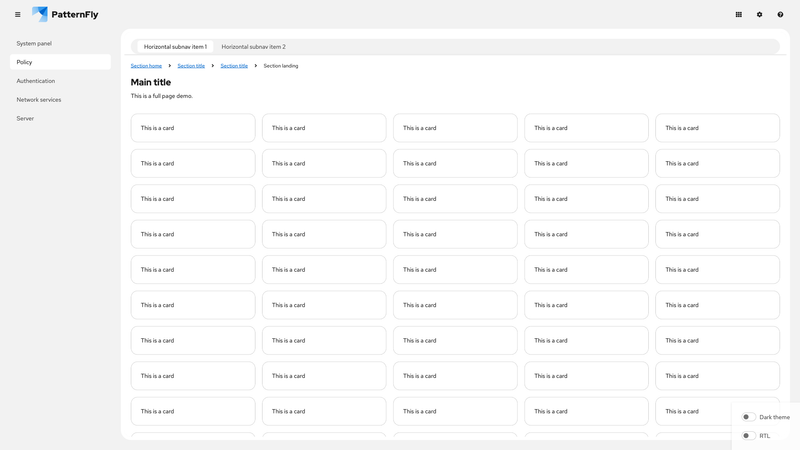 PatternFly
System panel
Policy
Authentication
Network services
Server
Horizontal subnav item 1 Horizontal subnav item 2
Section home Section title Section title Section landing
Main title
This is a full page demo.
This is a card This is a card This is a card This is a card This is a card
This is a card This is a card This is a card This is a card This is a card
This is a card This is a card This is a card This is a card This is a card
This is a card This is a card This is a card This is a card This is a card
This is a card This is a card This is a card This is a card This is a card
This is a card This is a card This is a card This is a card This is a card
This is a card This is a card This is a card This is a card This is a card
This is a card This is a card This is a card This is a card This is a card
This is a card This is a card This is a card This is a card This is a card
Dark theme
RTL